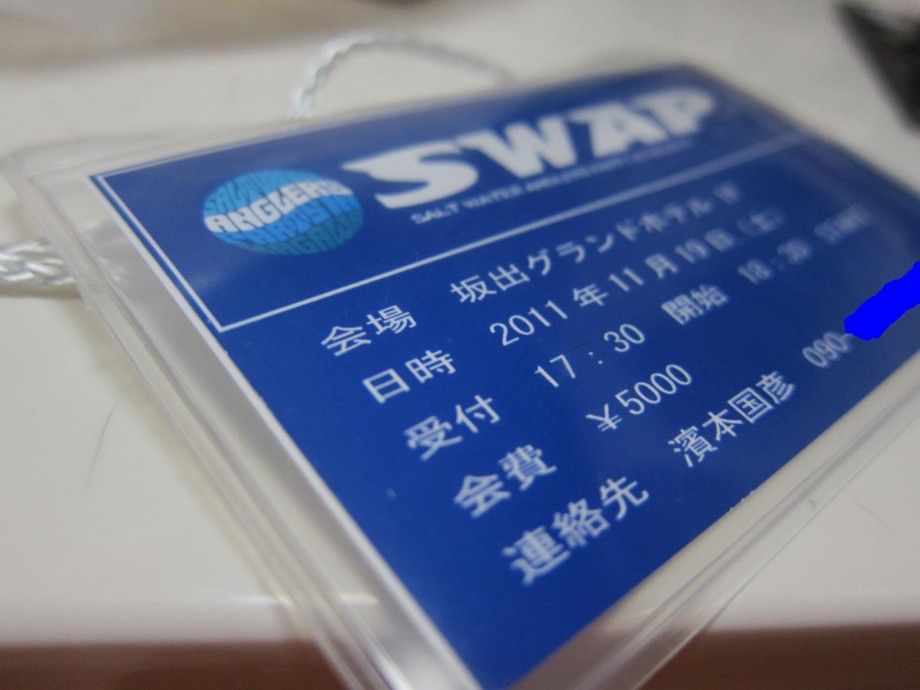 SWAP
ANGLERS
SALT WATER
会場 坂出グランドホテル 1F
日時 2011年11月19日(土)
受付 17:30 開始 18:30
会費 ¥5000
連絡先 濱本国彦 090-